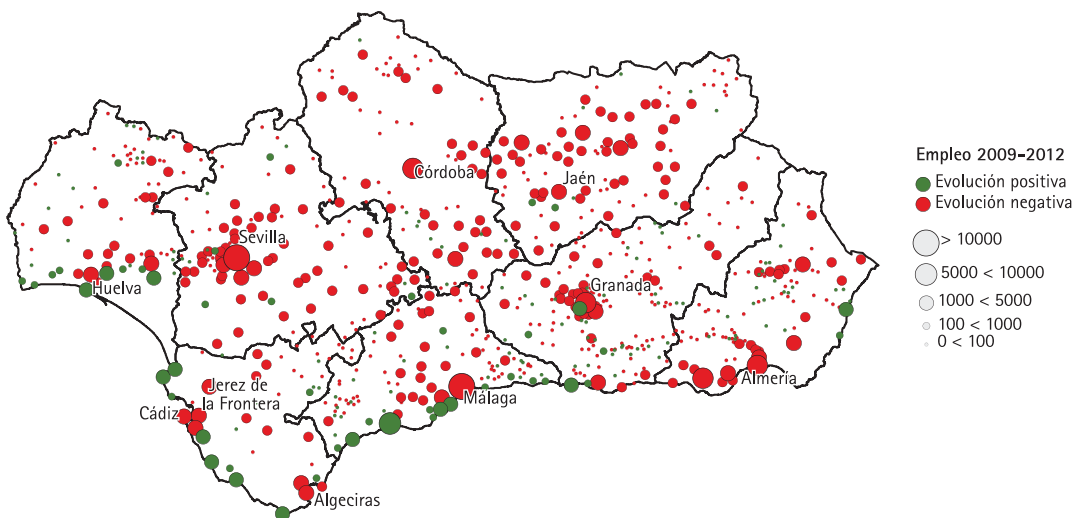 Córdoba
Jaén
Sevilla
Huelva
Granada
Jerez de
la Frontera
Cádiz
Málaga
Almería
Algeciras
Empleo 2009-2012
Evolución positiva
Evolución negativa
> 10000
5000 < 10000
1000 < 5000
100 < 1000
0 < 100